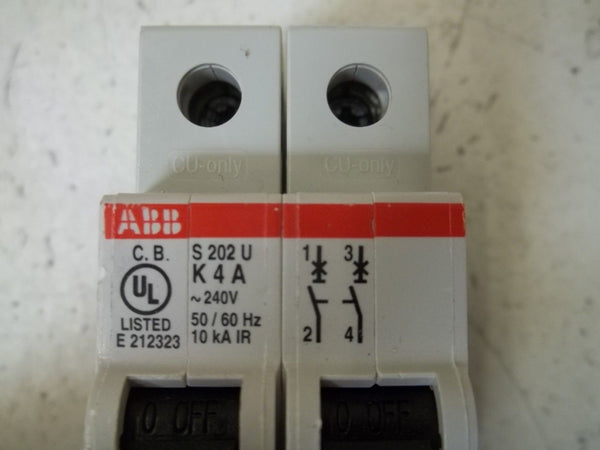 CU-only CU-only
ABB
C.B. S 202 U
K 4 A
UL
~ 240V
LISTED 50 / 60 Hz
E 212323 10 kA IR
1 3
2 4
0 OFF 0 OFF